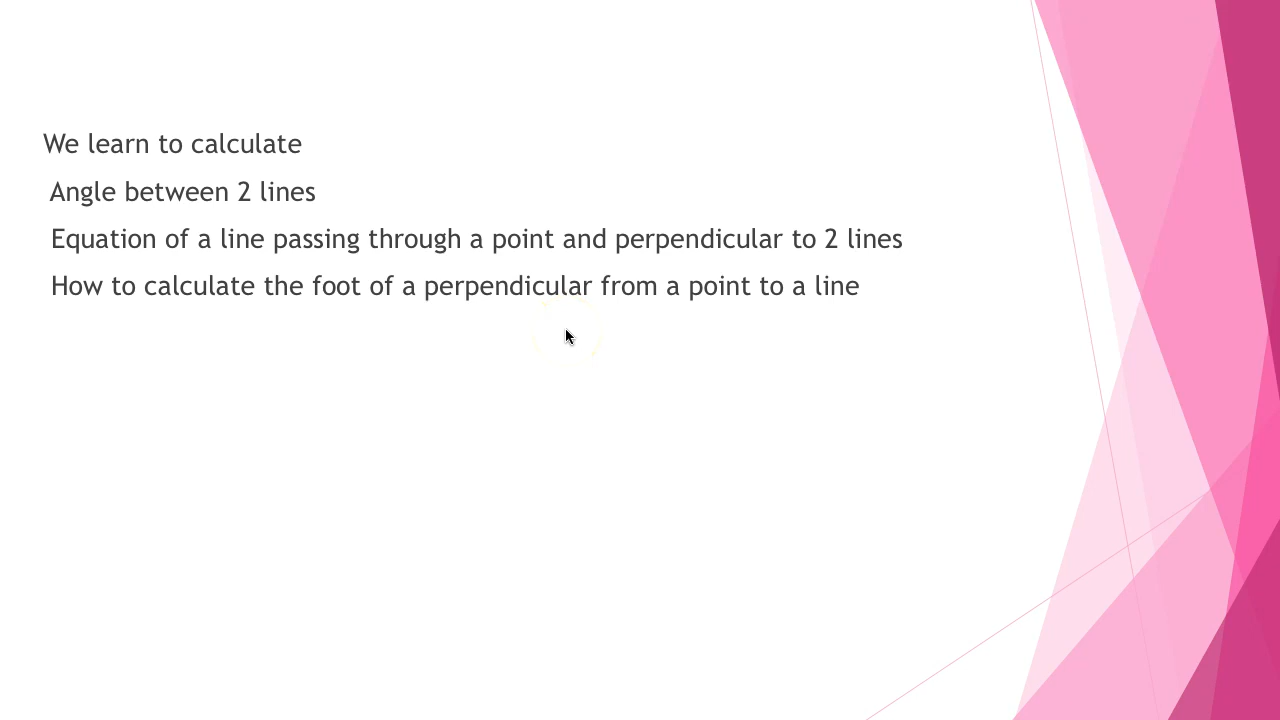 We learn to calculate
Angle between 2 lines
Equation of a line passing through a point and perpendicular to 2 lines
How to calculate the foot of a perpendicular from a point to a line